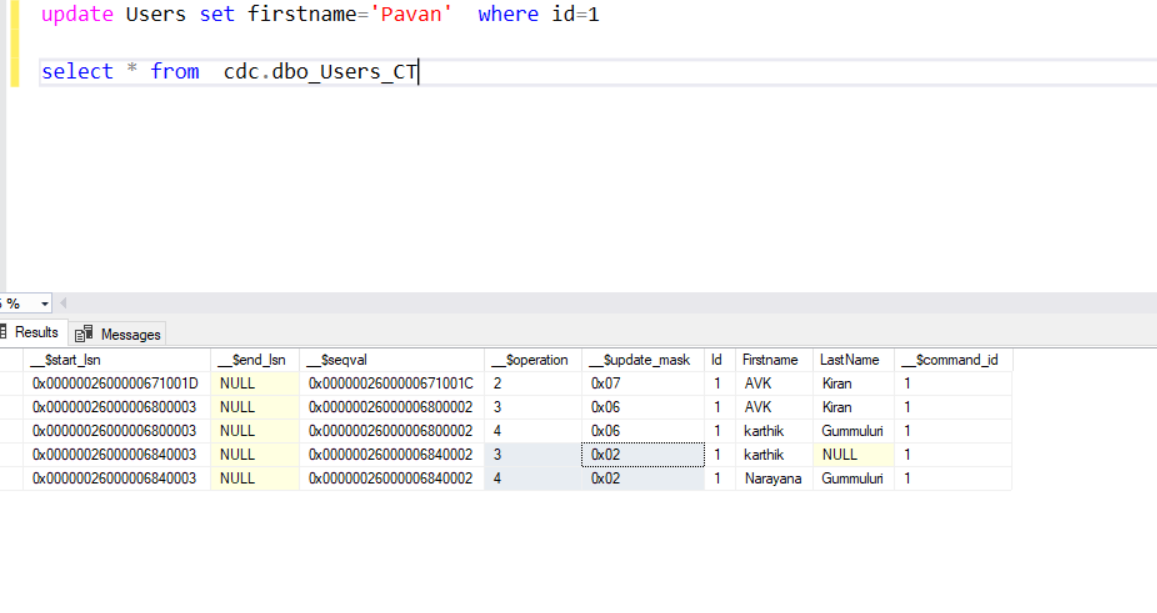 update Users set firstname='Pavan'  where id=1
select * from  cdc.dbo_Users_CT
%
Results Messages
__$start_lsn __$end_lsn __$seqval __$operation __$update_mask Id Firstname LastName __$command_id
0x0000002600000671001D NULL 0x0000002600000671001C 2 0x07 1 AVK Kiran 1
0x00000026000006800003 NULL 0x00000026000006800002 3 0x06 1 AVK Kiran 1
0x00000026000006800003 NULL 0x00000026000006800002 4 0x06 1 karthik Gummuluri 1
0x00000026000006840003 NULL 0x00000026000006840002 3 0x02 1 karthik NULL 1
0x00000026000006840003 NULL 0x00000026000006840002 4 0x02 1 Narayana Gummuluri 1